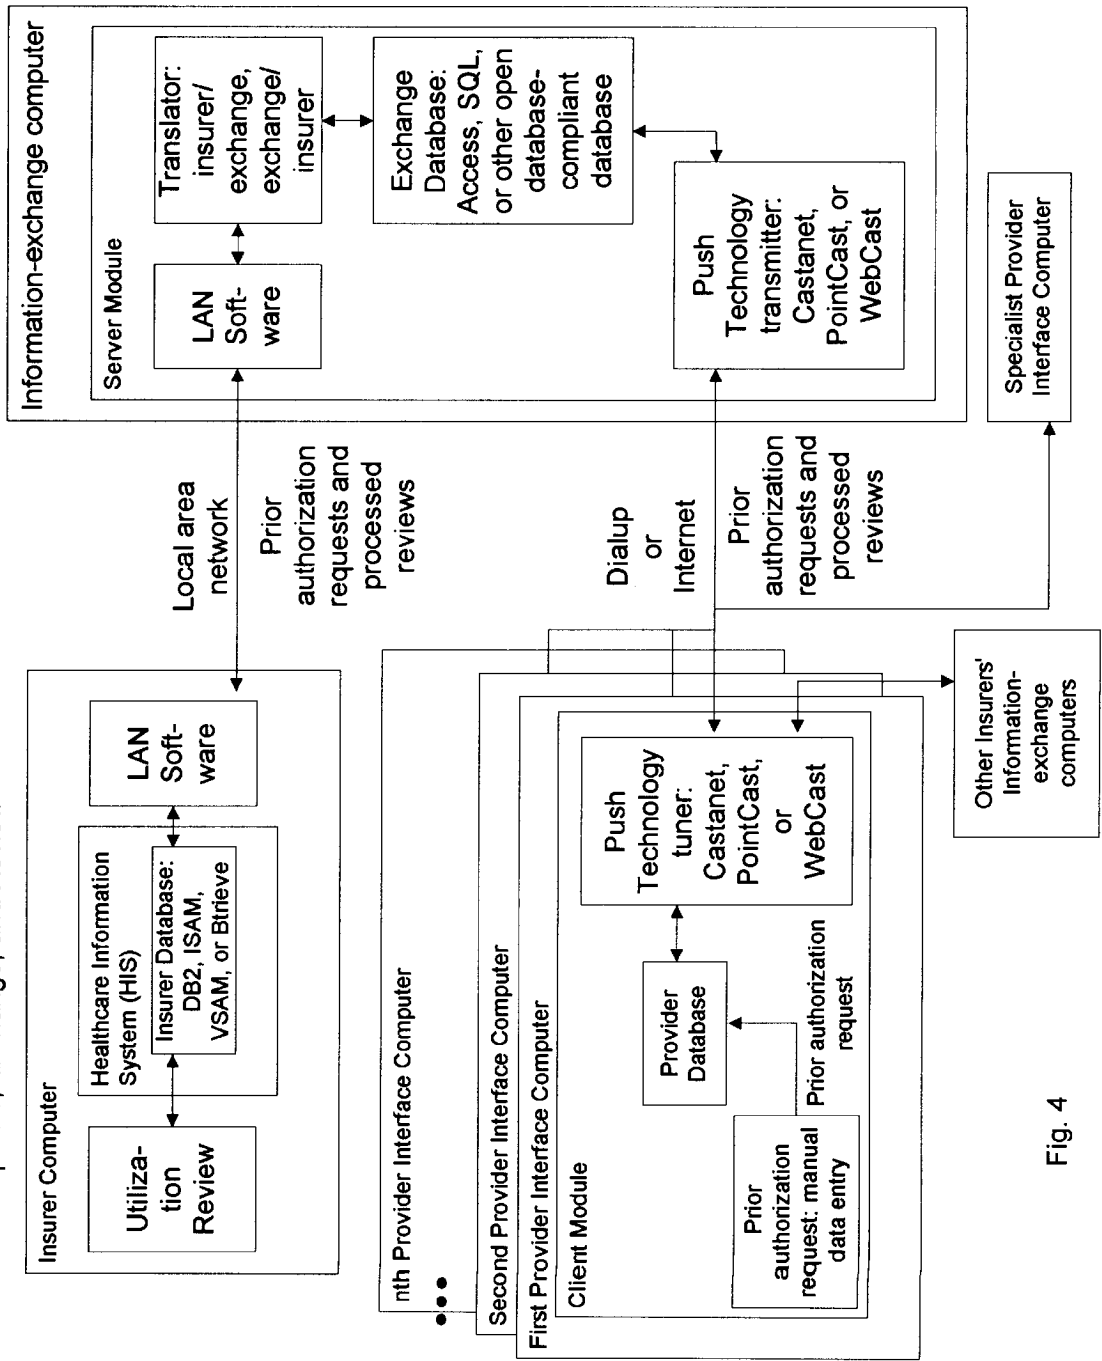 Insurer Computer
Utiliza-
tion
Review
Healthcare Information
System (HIS)
Insurer Database:
DB2, ISAM,
VSAM, or Btrieve
LAN
Soft-
ware
Local area
network
Prior
authorization
requests and
processed
reviews
Information-exchange computer
Server Module
LAN
Soft-
ware
Translator:
insurer/
exchange,
exchange/
insurer
Exchange
Database:
Access, SQL,
or other open
database-
compliant
database
Push
Technology
transmitter:
Castanet,
PointCast, or
WebCast
nth Provider Interface Computer
•••
Second Provider Interface Computer
First Provider Interface Computer
Client Module
Prior
authorization
request: manual
data entry
Prior authorization
request
Provider
Database
Push
Technology
tuner:
Castanet,
PointCast,
or
WebCast
Dialup
or
Internet
Prior
authorization
requests and
processed
reviews
Other Insurers'
Information-
exchange
computers
Specialist Provider
Interface Computer
Fig. 4